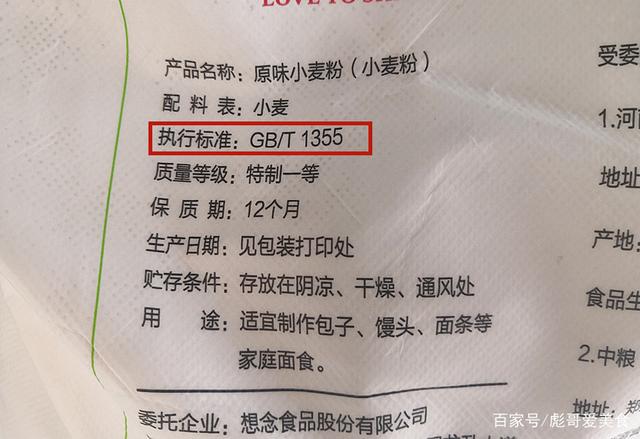 LOVE TO
产品名称：原味小麦粉（小麦粉）
配料表：小麦
执行标准：GB/T 1355
质量等级：特制一等
保质期：12个月
生产日期：见包装打印处
贮存条件：存放在阴凉、干燥、通风处
用途：适宜制作包子、馒头、面条等
家庭面食。
委托企业：想念食品股份有限公司
受委
1.河南
地址
产地：
食品生
2.中粮
地址：
百家号/彪哥爱美食